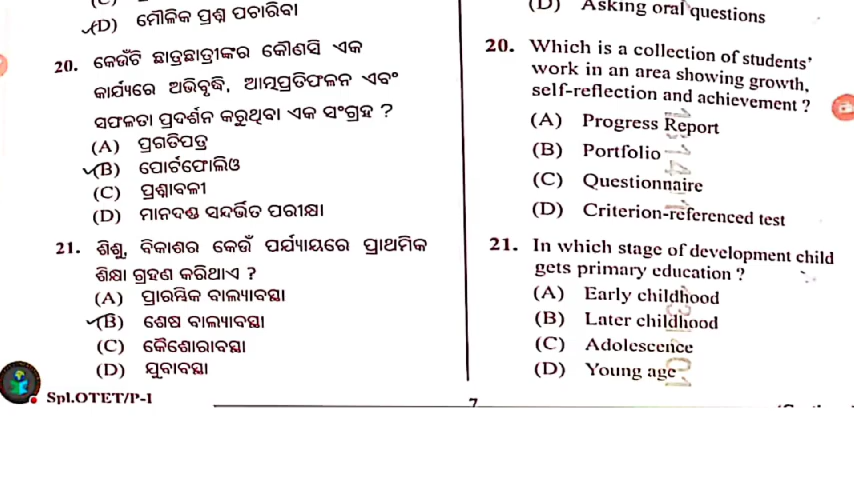 (D) ମୌଳିକ ପ୍ରଶ୍ନ ପଚାରିବା
20. କେଉଁଟି ଛାତ୍ରଛାତ୍ରୀଙ୍କର କୌଣସି ଏକ
କାର୍ଯ୍ୟରେ ଅଭିବୃଦ୍ଧି, ଆତ୍ମପ୍ରତିଫଳନ ଏବଂ
ସଫଳତା ପ୍ରଦର୍ଶନ କରୁଥିବା ଏକ ସଂଗ୍ରହ ?
(A) ପ୍ରଗତିପତ୍ର
(B) ପୋର୍ଟଫୋଲିଓ
(C) ପ୍ରଶ୍ନାବଳୀ
(D) ମାନଦଣ୍ଡ ସନ୍ଦର୍ଭିତ ପରୀକ୍ଷା
21. ଶିଶୁ, ବିକାଶର କେଉଁ ପର୍ଯ୍ୟାୟରେ ପ୍ରାଥମିକ
ଶିକ୍ଷା ଗ୍ରହଣ କରିଥାଏ ?
(A) ପ୍ରାରମ୍ଭିକ ବାଲ୍ୟାବସ୍ଥା
(B) ଶେଷ ବାଲ୍ୟାବସ୍ଥା
(C) କୈଶୋରାବସ୍ଥା
(D) ଯୁବାବସ୍ଥା
Spl.OTET/P-I
(D) Asking oral questions
20. Which is a collection of students'
work in an area showing growth,
self-reflection and achievement ?
(A) Progress Report
(B) Portfolio
(C) Questionnaire
(D) Criterion-referenced test
21. In which stage of development child
gets primary education ?
(A) Early childhood
(B) Later childhood
(C) Adolescence
(D) Young age
7